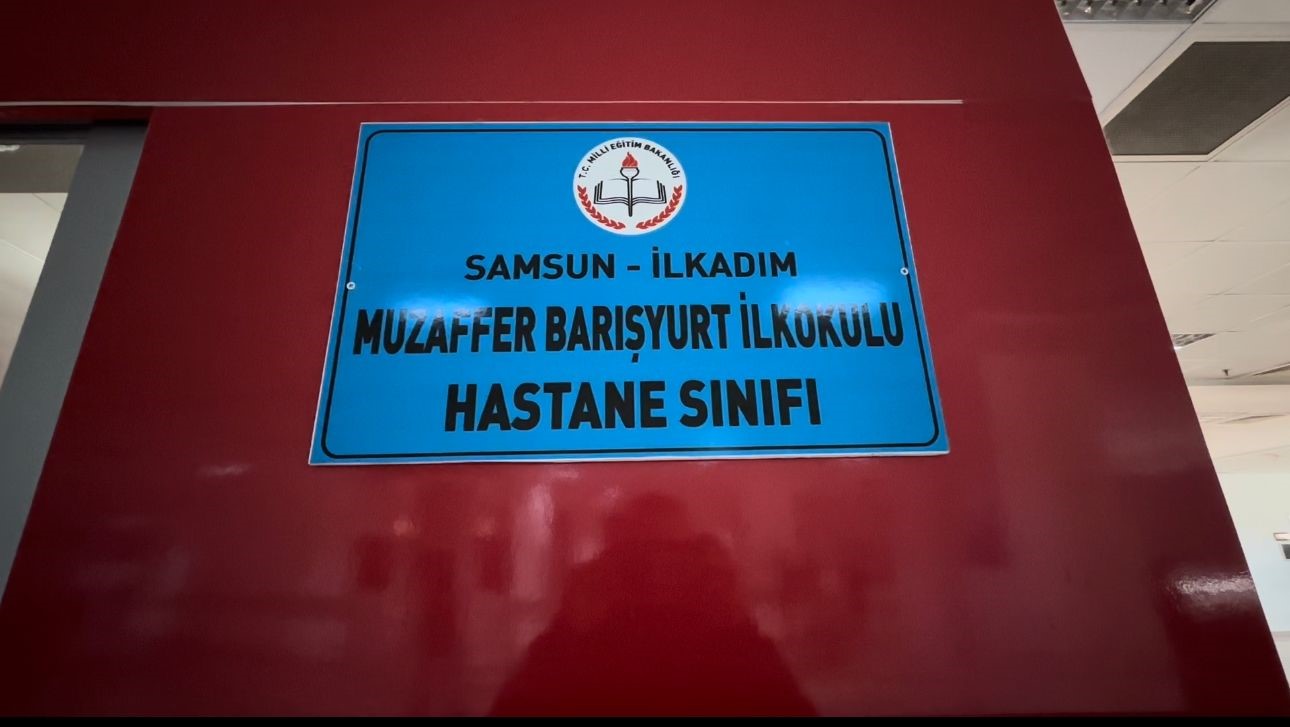 T.C. MİLLİ EĞİTİM BAKANLIĞI
SAMSUN - İLKADIM
MUZAFFER BARIŞYURT İLKOKULU
HASTANE SINIFI